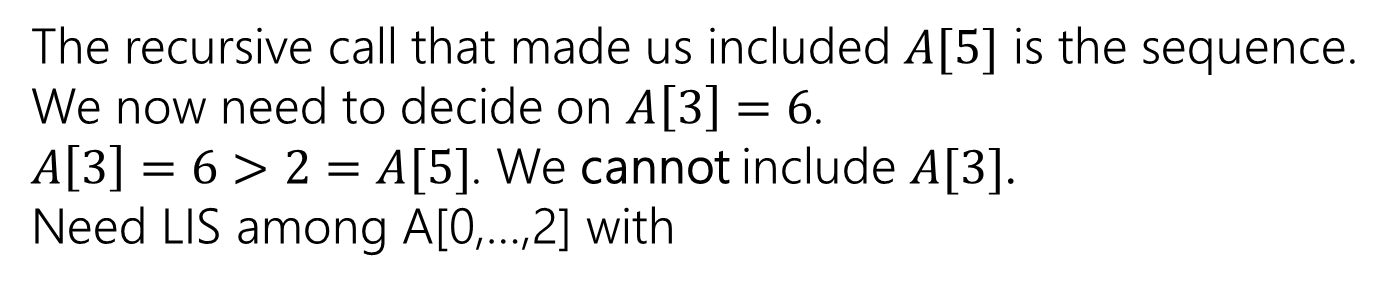 The recursive call that made us included A[5] is the sequence.
We now need to decide on A[3] = 6.
A[3] = 6 > 2 = A[5]. We cannot include A[3].
Need LIS among A[0,...,2] with